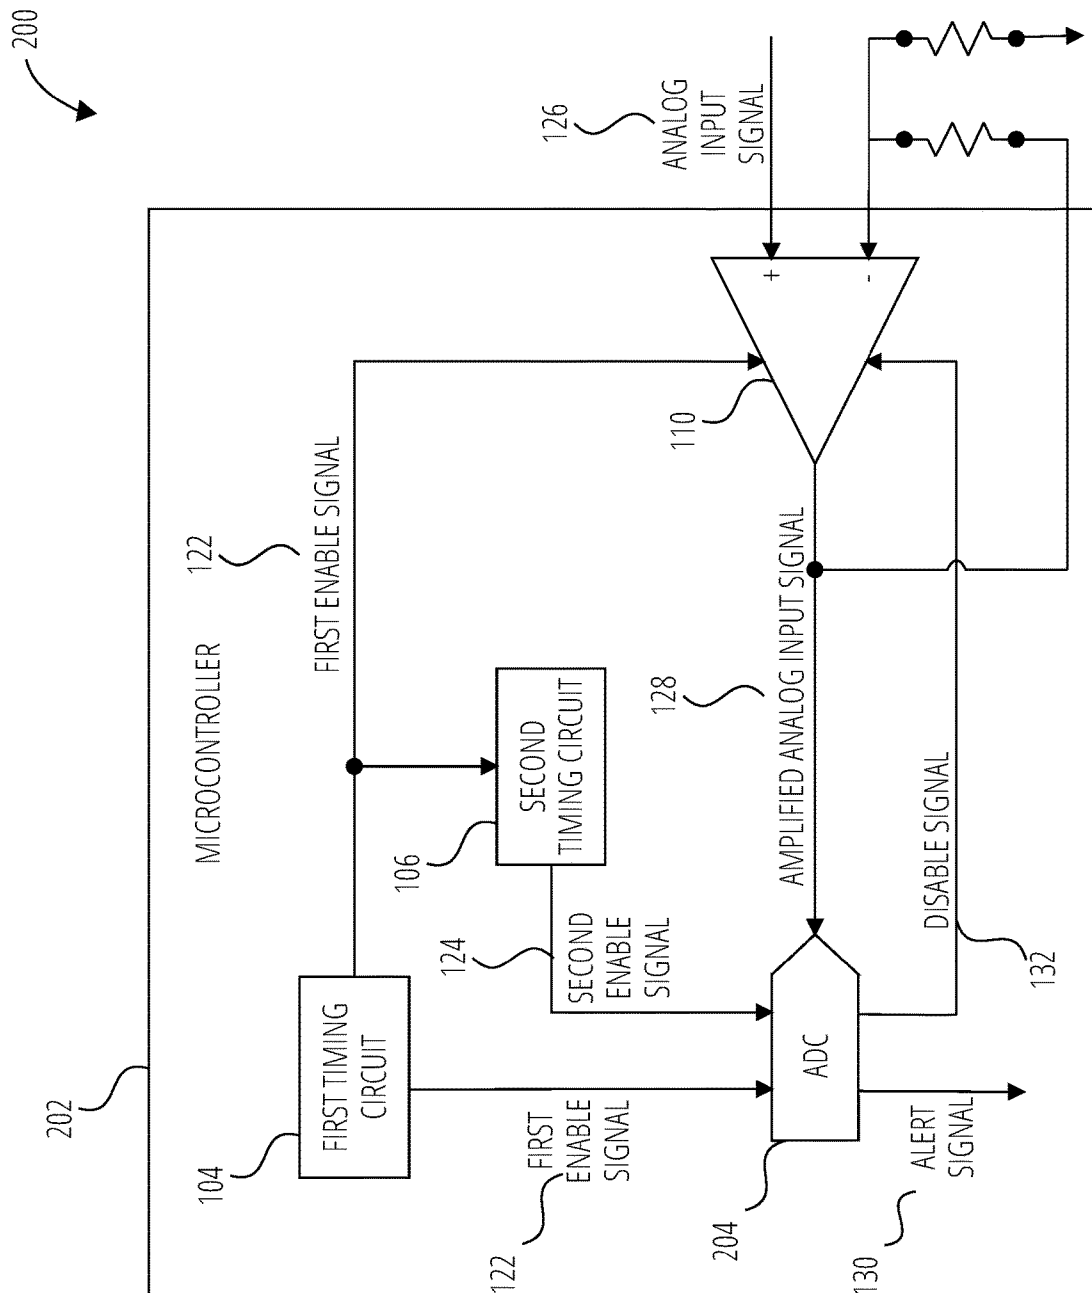 200
202
MICROCONTROLLER
104
FIRST TIMING
CIRCUIT
122
FIRST ENABLE SIGNAL
106
SECOND
TIMING CIRCUIT
122
FIRST
ENABLE
SIGNAL
124
SECOND
ENABLE
SIGNAL
126
ANALOG
INPUT
SIGNAL
110
+
-
128
AMPLIFIED ANALOG INPUT SIGNAL
204
ADC
130
ALERT
SIGNAL
132
DISABLE SIGNAL